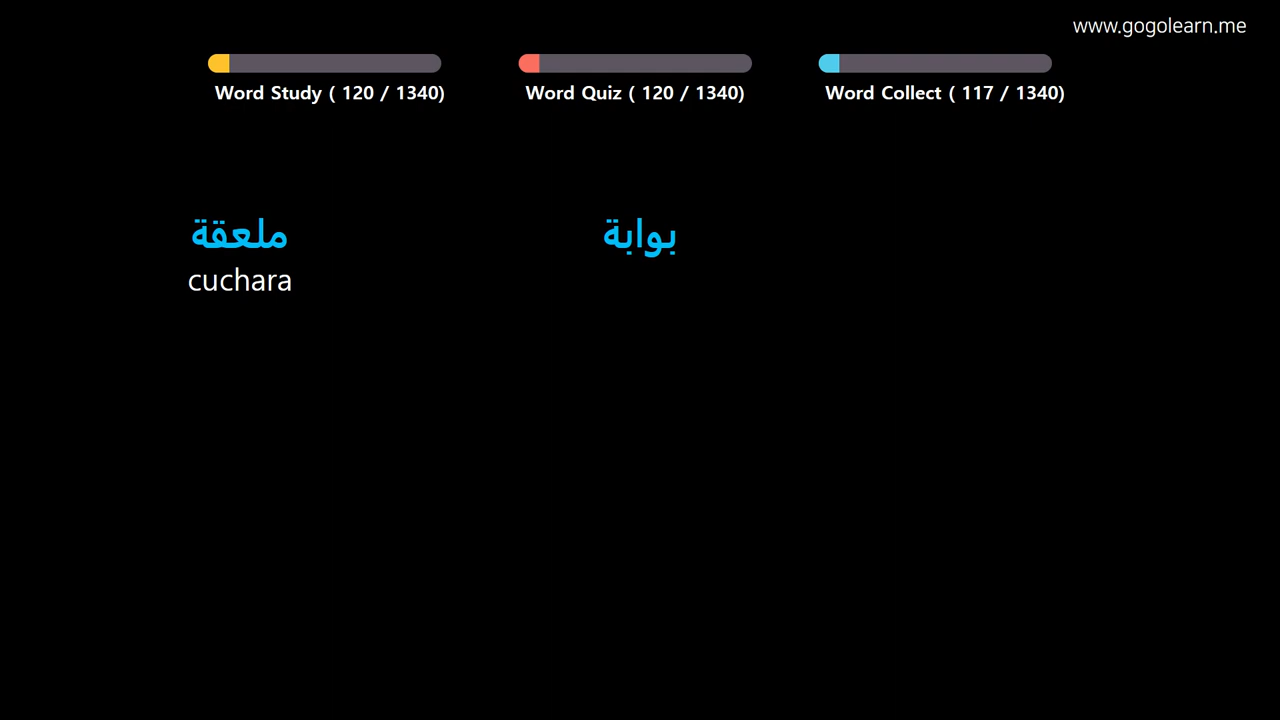 www.gogolearn.me
Word Study ( 120 / 1340)
Word Quiz ( 120 / 1340)
Word Collect ( 117 / 1340)
ملعقة
cuchara
بوابة